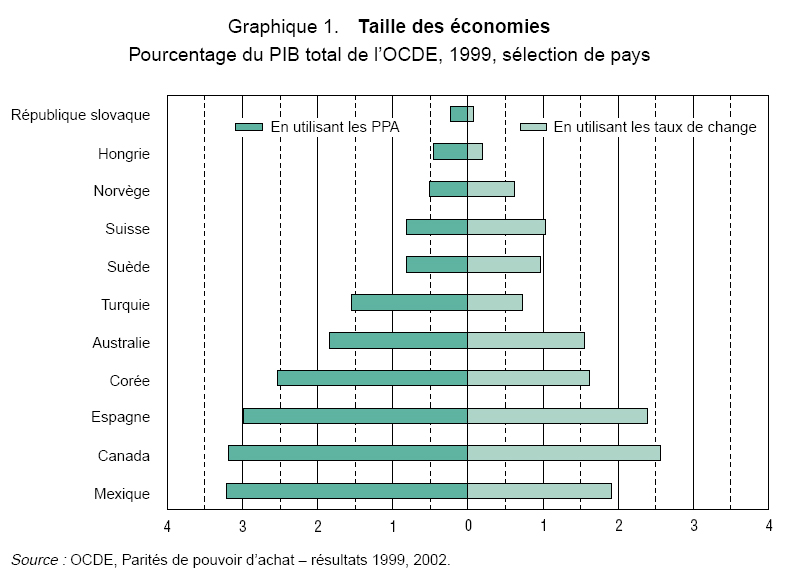 Graphique 1. Taille des économies
Pourcentage du PIB total de l'OCDE, 1999, sélection de pays
République slovaque
En utilisant les PPA
En utilisant les taux de change
Hongrie
Norvège
Suisse
Suède
Turquie
Australie
Corée
Espagne
Canada
Mexique
4 3 2 1 0 1 2 3 4
Source : OCDE, Parités de pouvoir d'achat – résultats 1999, 2002.